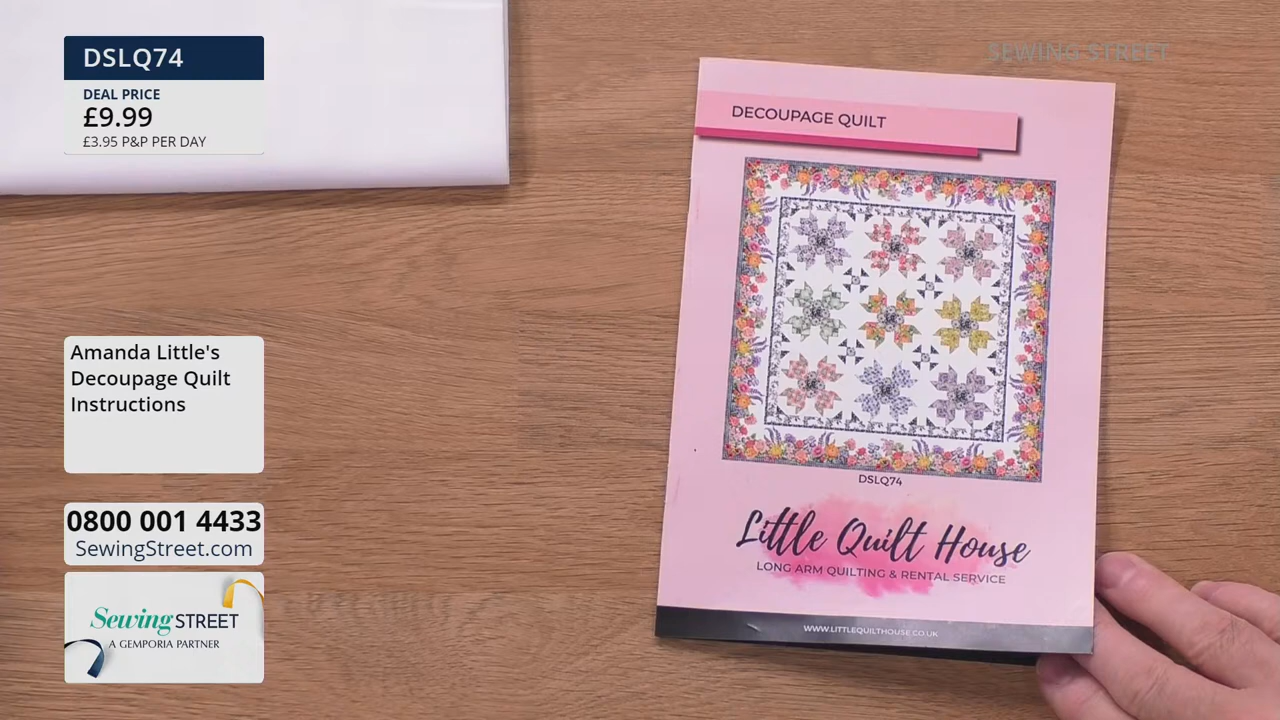 DSLQ74
DEAL PRICE
£9.99
£3.95 P&P PER DAY
SEWING STREET
DECOUPAGE QUILT
DSLQ74
Little Quilt House
LONG ARM QUILTING & RENTAL SERVICE
WWW.LITTLEQUILTHOUSE.CO.UK
Amanda Little's
Decoupage Quilt
Instructions
0800 001 4433
SewingStreet.com
Sewing STREET
A GEMPORIA PARTNER